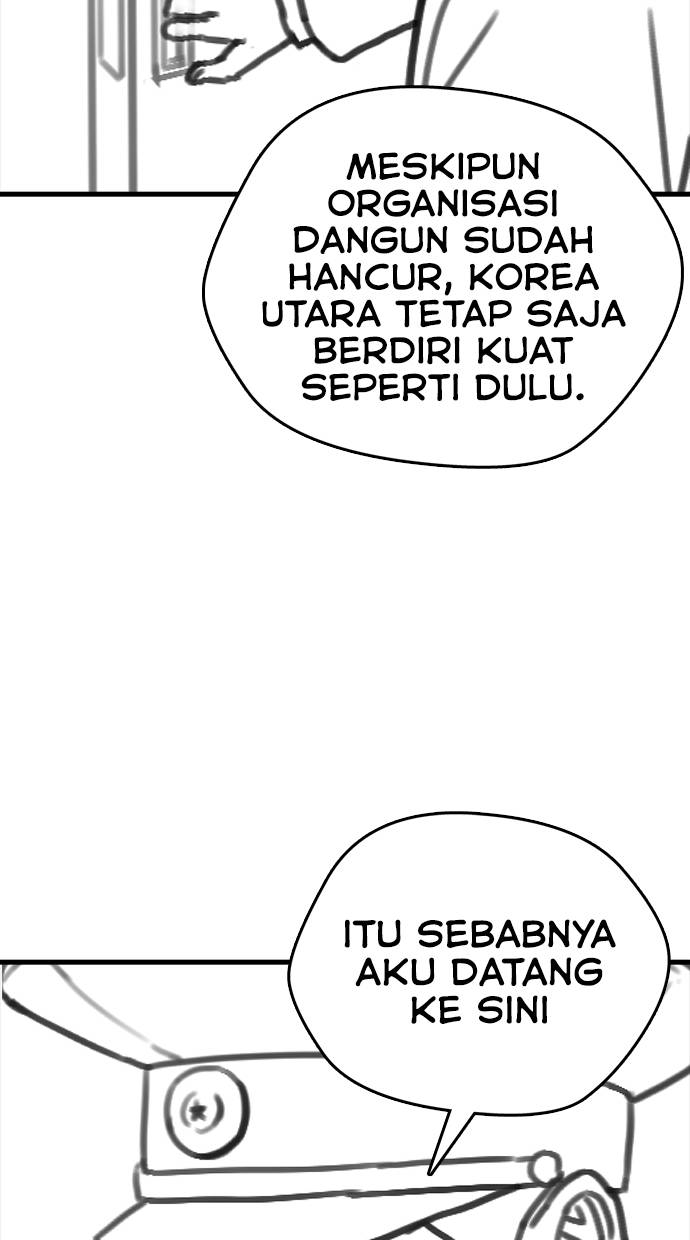 MESKIPUN
ORGANISASI
DANGUN SUDAH
HANCUR, KOREA
UTARA TETAP SAJA
BERDIRI KUAT
SEPERTI DULU.
ITU SEBABNYA
AKU DATANG
KE SINI